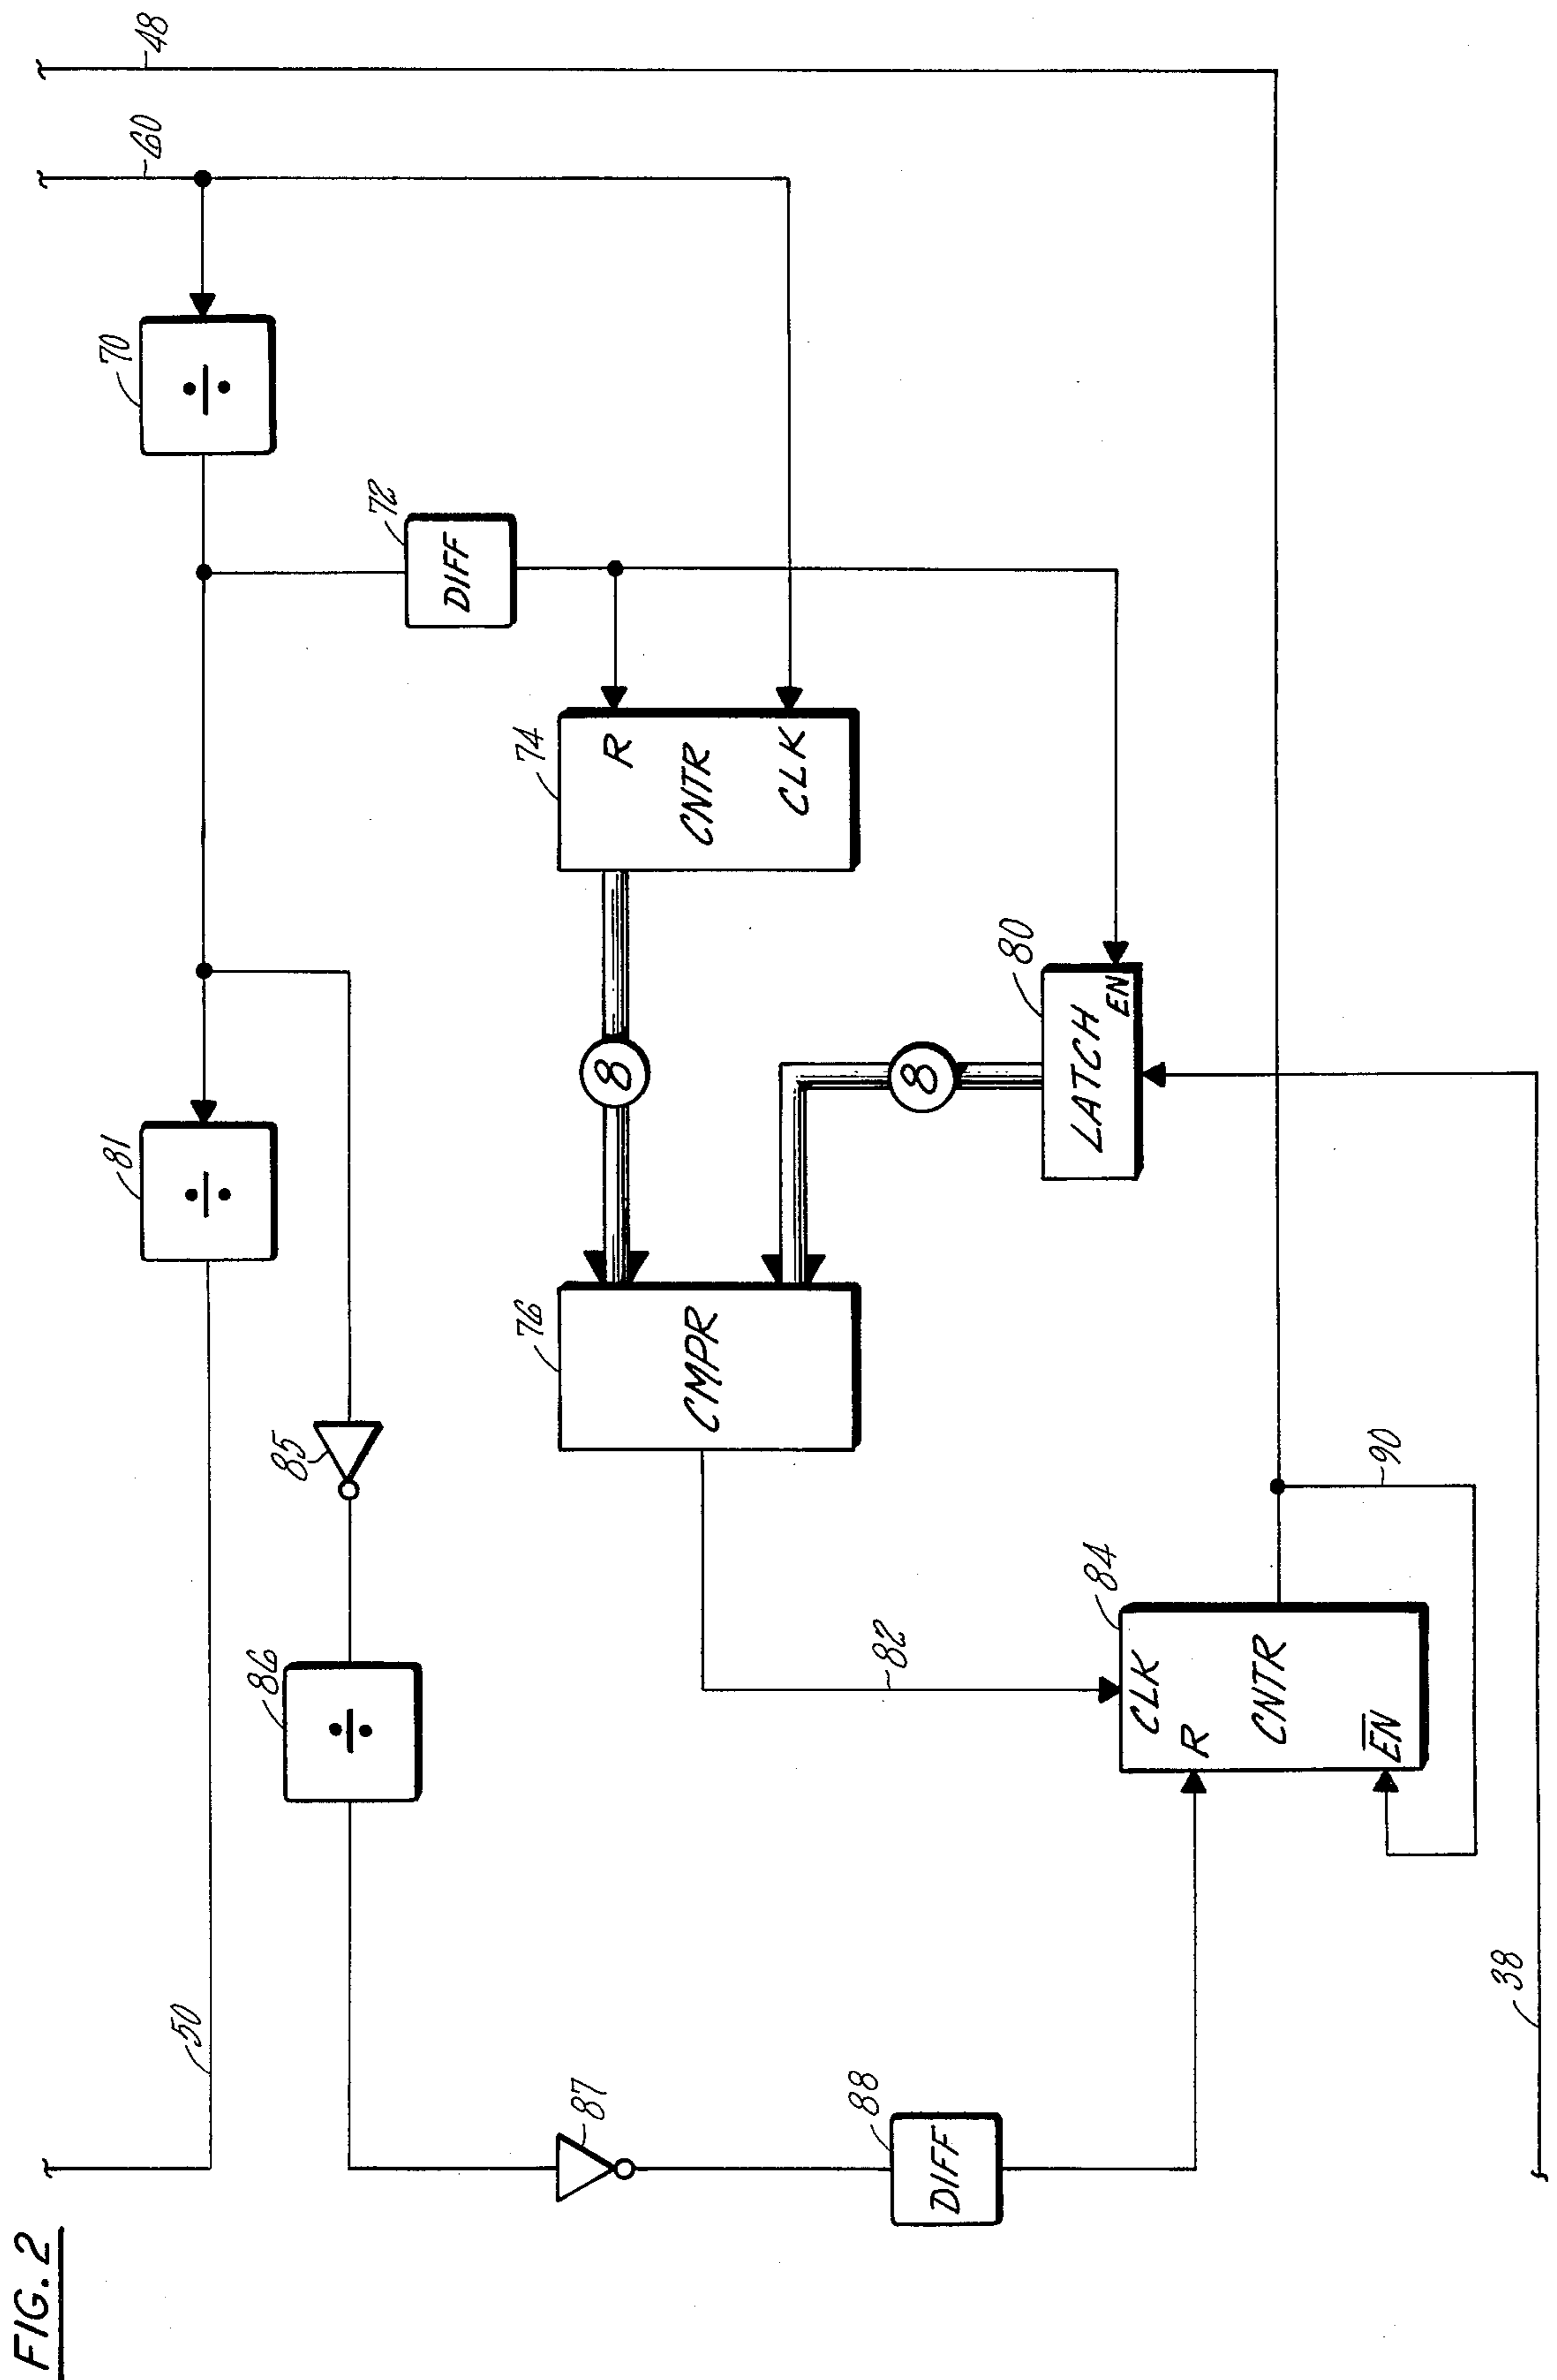 FIG. 2
48
60
70
÷
72
DIFF
74
R
CNTR
CLK
81
÷
8
80
LATCH
EN
8
76
CMPR
85
86
÷
82
84
CLK
R
CNTR
EN
90
50
87
88
DIFF
38